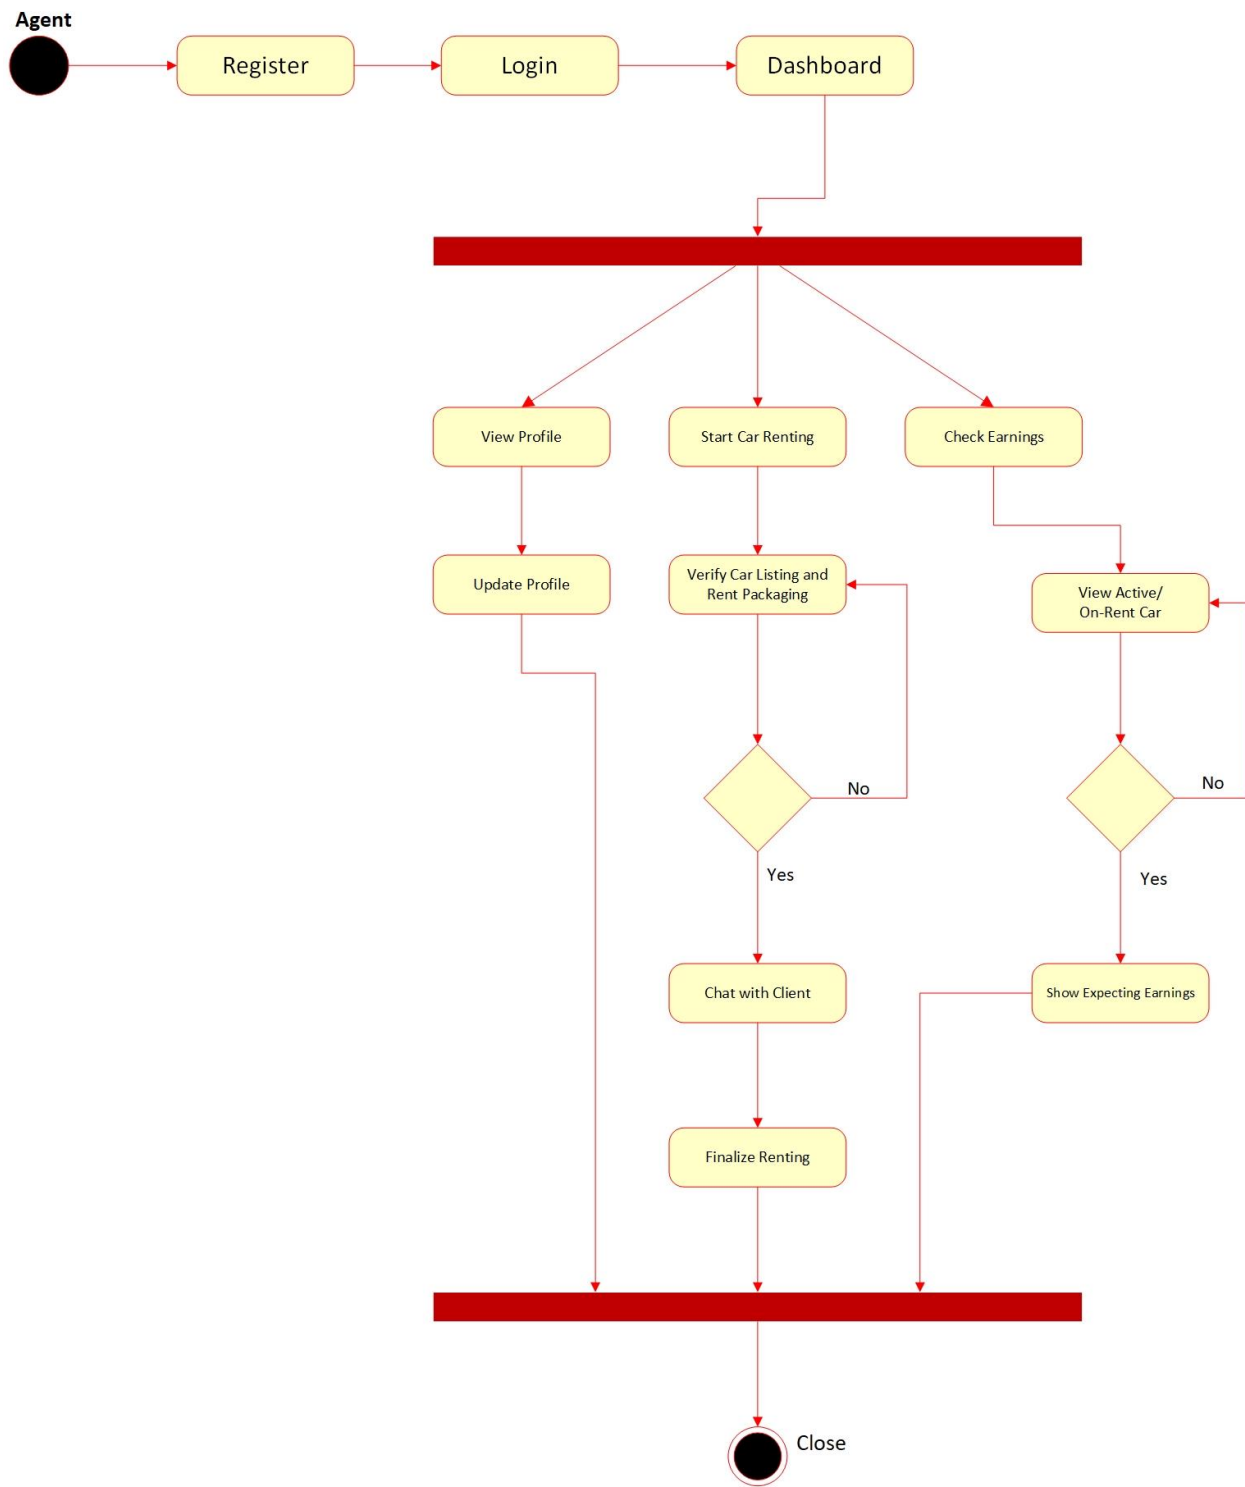 Agent
Register
Login
Dashboard
View Profile
Start Car Renting
Check Earnings
Update Profile
Verify Car Listing and
Rent Packaging
View Active/
On-Rent Car
No
No
Yes
Yes
Chat with Client
Show Expecting Earnings
Finalize Renting
Close